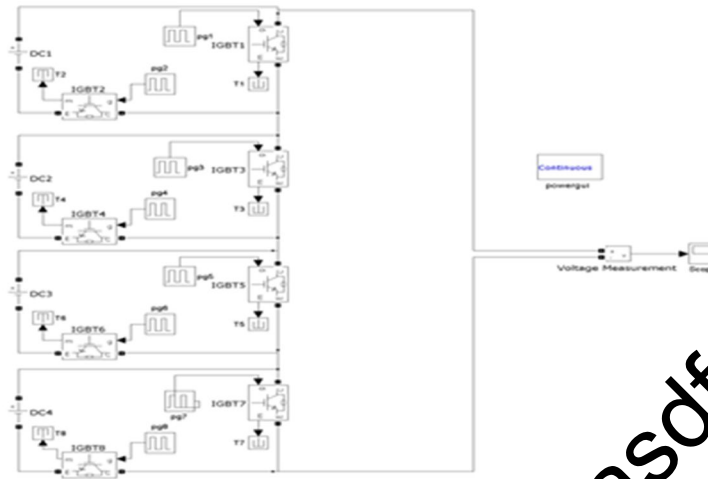 pg1
IGBT1
DC1
T2
pg2
T1
IGBT2
pg3
IGBT3
DC2
T4
pg4
T3
IGBT4
Continuous
powergui
pg5
IGBT5
DC3
T6
pg6
T5
IGBT6
Voltage Measurement
pg7
IGBT7
DC4
T8
pg8
T7
IGBT8
asdf